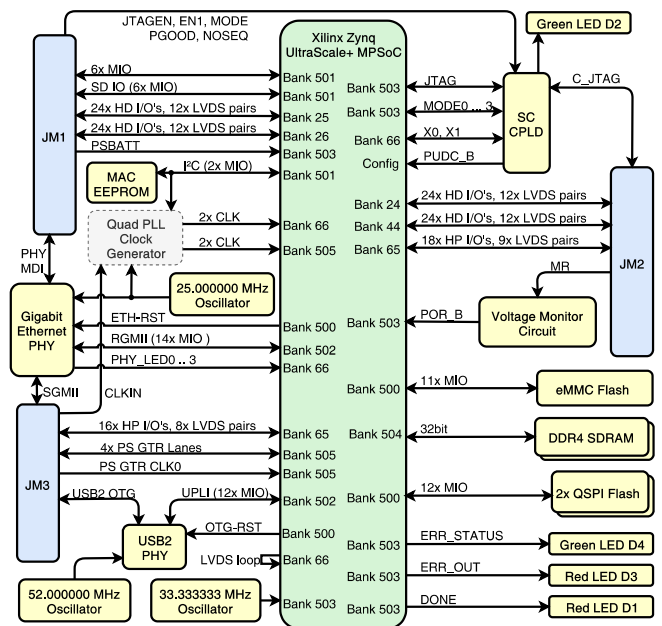 JTAGEN, EN1, MODE
PGOOD, NOSEQ
Xilinx Zynq
UltraScale+ MPSoC
Green LED D2
JM1
6x MIO
Bank 501
SD IO (6x MIO)
Bank 501
24x HD I/O's, 12x LVDS pairs
Bank 25
24x HD I/O's, 12x LVDS pairs
Bank 26
PSBATT
Bank 503
MAC
EEPROM
I²C (2x MIO)
Bank 501
Quad PLL
Clock
Generator
2x CLK
Bank 66
2x CLK
Bank 505
PHY
MDI
25.000000 MHz
Oscillator
Gigabit
Ethernet
PHY
ETH-RST
Bank 500
RGMII (14x MIO )
Bank 502
PHY_LED0 .. 3
Bank 66
SGMII
CLKIN
JM3
16x HP I/O's, 8x LVDS pairs
Bank 65
4x PS GTR Lanes
Bank 505
PS GTR CLK0
Bank 505
USB2 OTG
UPLI (12x MIO)
Bank 502
USB2
PHY
OTG-RST
Bank 500
LVDS loop
Bank 66
52.000000 MHz
Oscillator
33.333333 MHz
Oscillator
Bank 503
Bank 503
JTAG
Bank 503
MODE0 ... 3
Bank 66
X0, X1
Config
PUDC_B
SC
CPLD
C_JTAG
Bank 24
24x HD I/O's, 12x LVDS pairs
Bank 44
24x HD I/O's, 12x LVDS pairs
Bank 65
18x HP I/O's, 9x LVDS pairs
JM2
MR
Bank 503
POR_B
Voltage Monitor
Circuit
Bank 500
11x MIO
eMMC Flash
Bank 504
32bit
DDR4 SDRAM
Bank 500
12x MIO
2x QSPI Flash
Bank 503
ERR_STATUS
Green LED D4
Bank 503
ERR_OUT
Red LED D3
Bank 503
DONE
Red LED D1